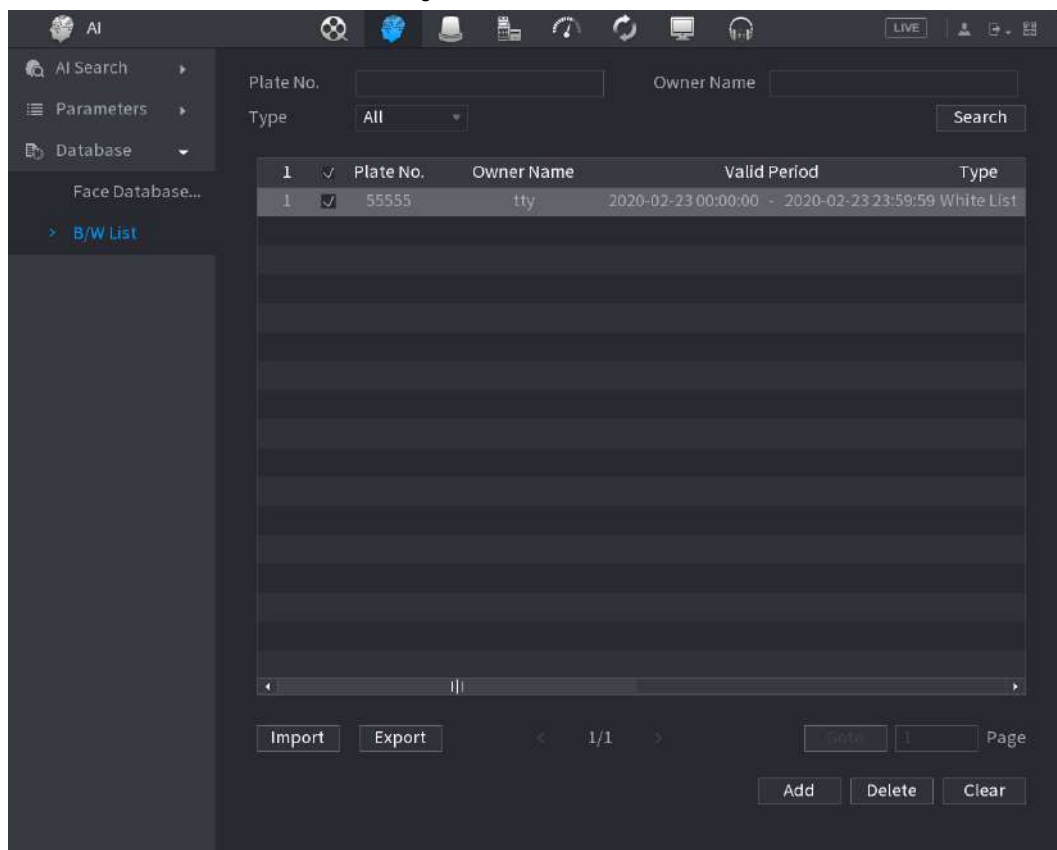 AI
LIVE
AI Search
Parameters
Database
Face Database...
> B/W List
Plate No.
Owner Name
Type
All
Search
1 Plate No. Owner Name Valid Period Type
1 55555 tty 2020-02-23 00:00:00 - 2020-02-23 23:59:59 White List
Import
Export
< 1/1 >
Goto
1
Page
Add
Delete
Clear